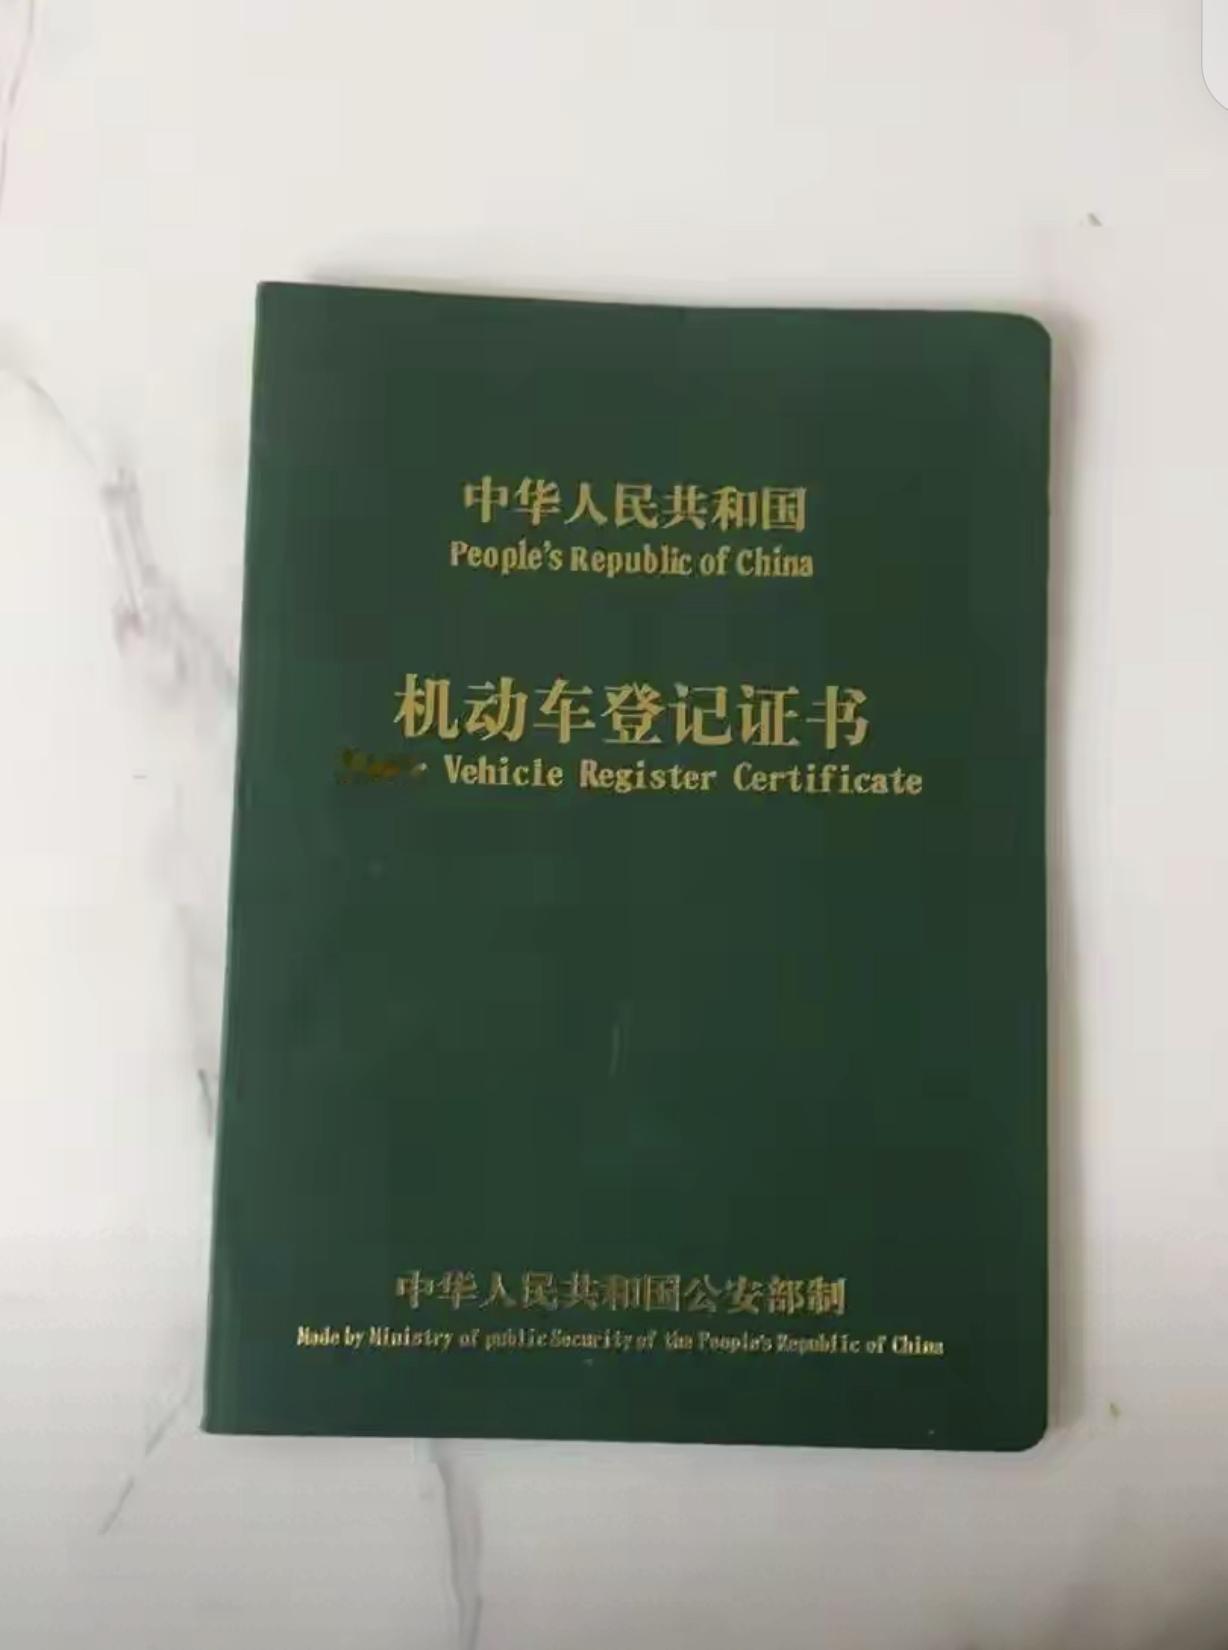 中华人民共和国
People's Republic of China
机动车登记证书
Vehicle Register Certificate
中华人民共和国公安部制
Made by Ministry of public Security of the People's Republic of China